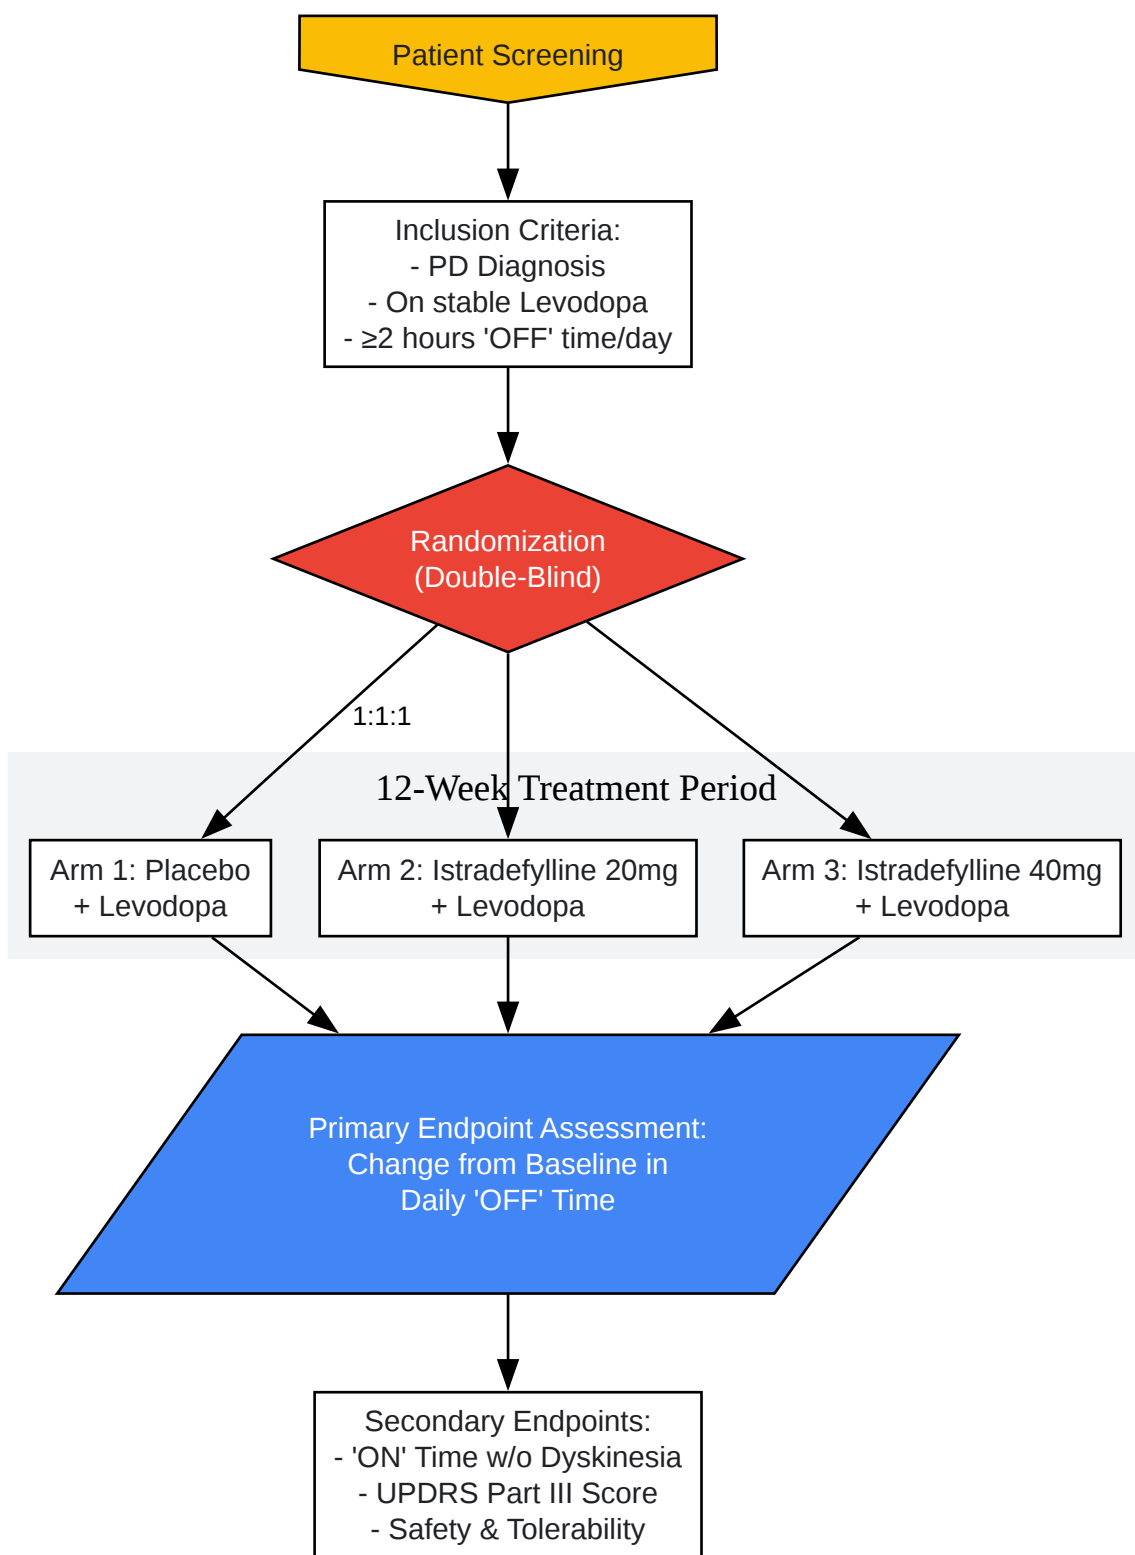 Patient Screening
Inclusion Criteria:
- PD Diagnosis
- On stable Levodopa
- ≥2 hours 'OFF' time/day
Randomization
(Double-Blind)
1:1:1
12-Week Treatment Period
Arm 1: Placebo
+ Levodopa
Arm 2: Istradefylline 20mg
+ Levodopa
Arm 3: Istradefylline 40mg
+ Levodopa
Primary Endpoint Assessment:
Change from Baseline in
Daily 'OFF' Time
Secondary Endpoints:
- 'ON' Time w/o Dyskinesia
- UPDRS Part III Score
- Safety & Tolerability